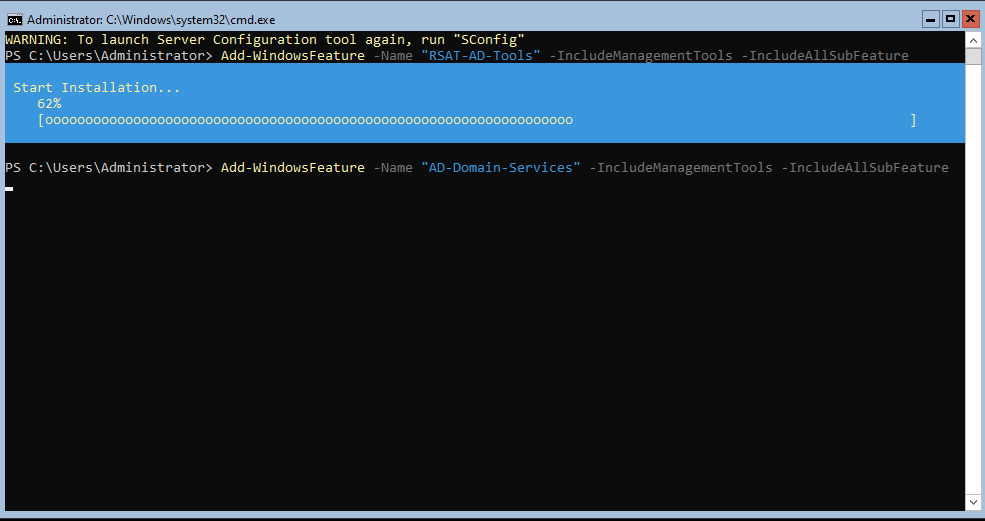 Administrator: C:\Windows\system32\cmd.exe
WARNING: To launch Server Configuration tool again, run "SConfig"
PS C:\Users\Administrator> Add-WindowsFeature -Name "RSAT-AD-Tools" -IncludeManagementTools -IncludeAllSubFeature
Start Installation...
62%
[oooooooooooooooooooooooooooooooooooooooooooooooooooooooooooooooooo ]
PS C:\Users\Administrator> Add-WindowsFeature -Name "AD-Domain-Services" -IncludeManagementTools -IncludeAllSubFeature